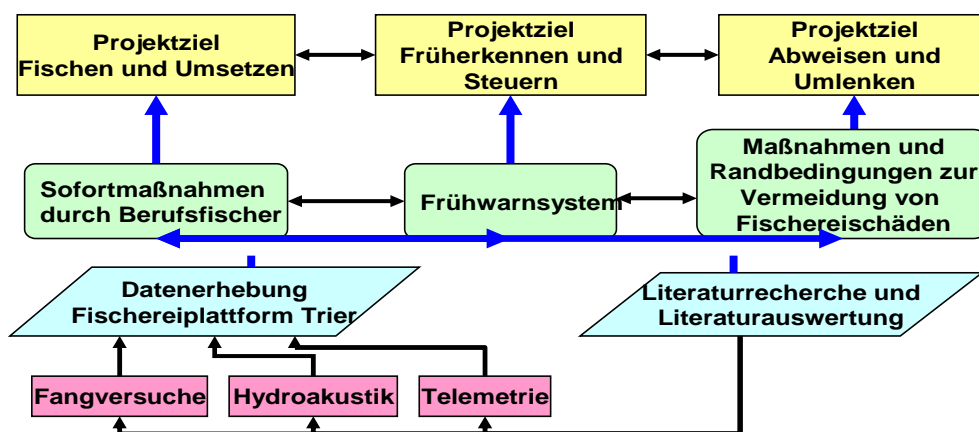 Projektziel
Fischen und Umsetzen
Projektziel
Früherkennen und
Steuern
Projektziel
Abweisen und
Umlenken
Sofortmaßnahmen
durch Berufsfischer
Frühwarnsystem
Maßnahmen und
Randbedingungen zur
Vermeidung von
Fischereischäden
Datenerhebung
Fischereiplattform Trier
Literaturrecherche und
Literaturauswertung
Fangversuche
Hydroakustik
Telemetrie